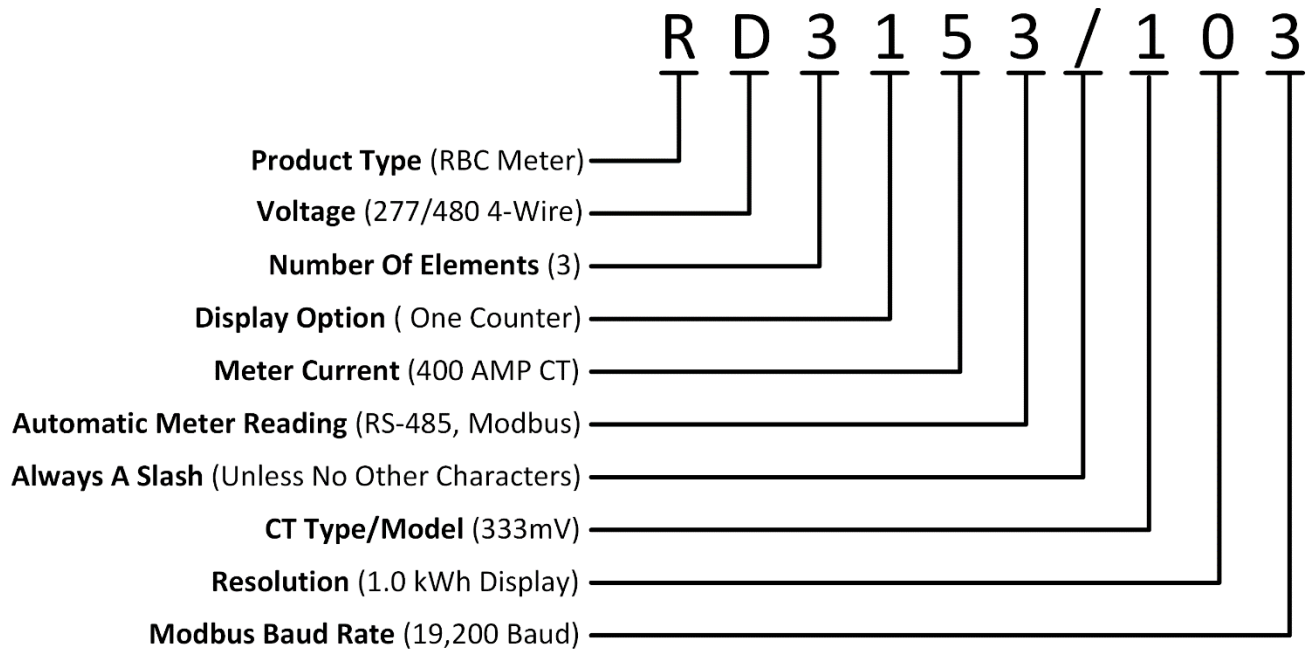 R D 3 1 5 3 / 1 0 3
Product Type (RBC Meter)
Voltage (277/480 4-Wire)
Number Of Elements (3)
Display Option ( One Counter)
Meter Current (400 AMP CT)
Automatic Meter Reading (RS-485, Modbus)
Always A Slash (Unless No Other Characters)
CT Type/Model (333mV)
Resolution (1.0 kWh Display)
Modbus Baud Rate (19,200 Baud)